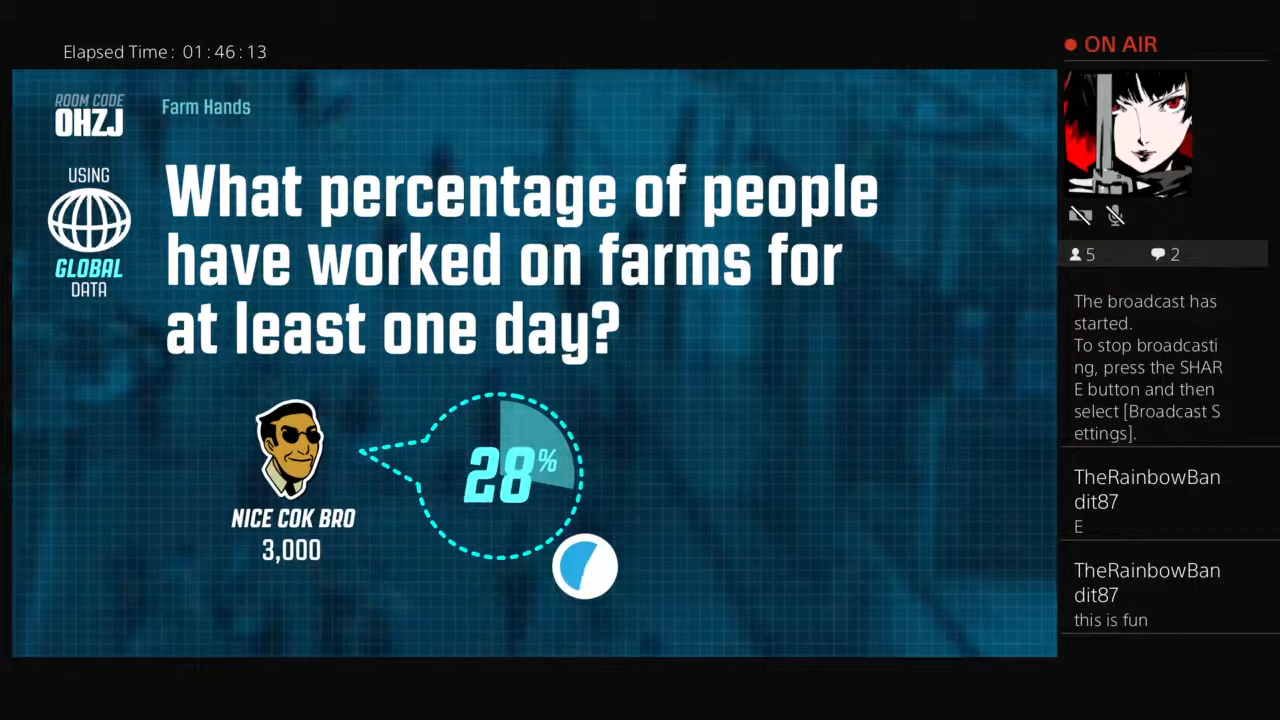 Elapsed Time: 01:46:13
ON AIR
ROOM CODE
OHZJ
Farm Hands
USING
GLOBAL
DATA
What percentage of people
have worked on farms for
at least one day?
28%
NICE COK BRO
3,000
5
2
The broadcast has
started.
To stop broadcasti
ng, press the SHAR
E button and then
select [Broadcast S
ettings].
TheRainbowBan
dit87
E
TheRainbowBan
dit87
this is fun